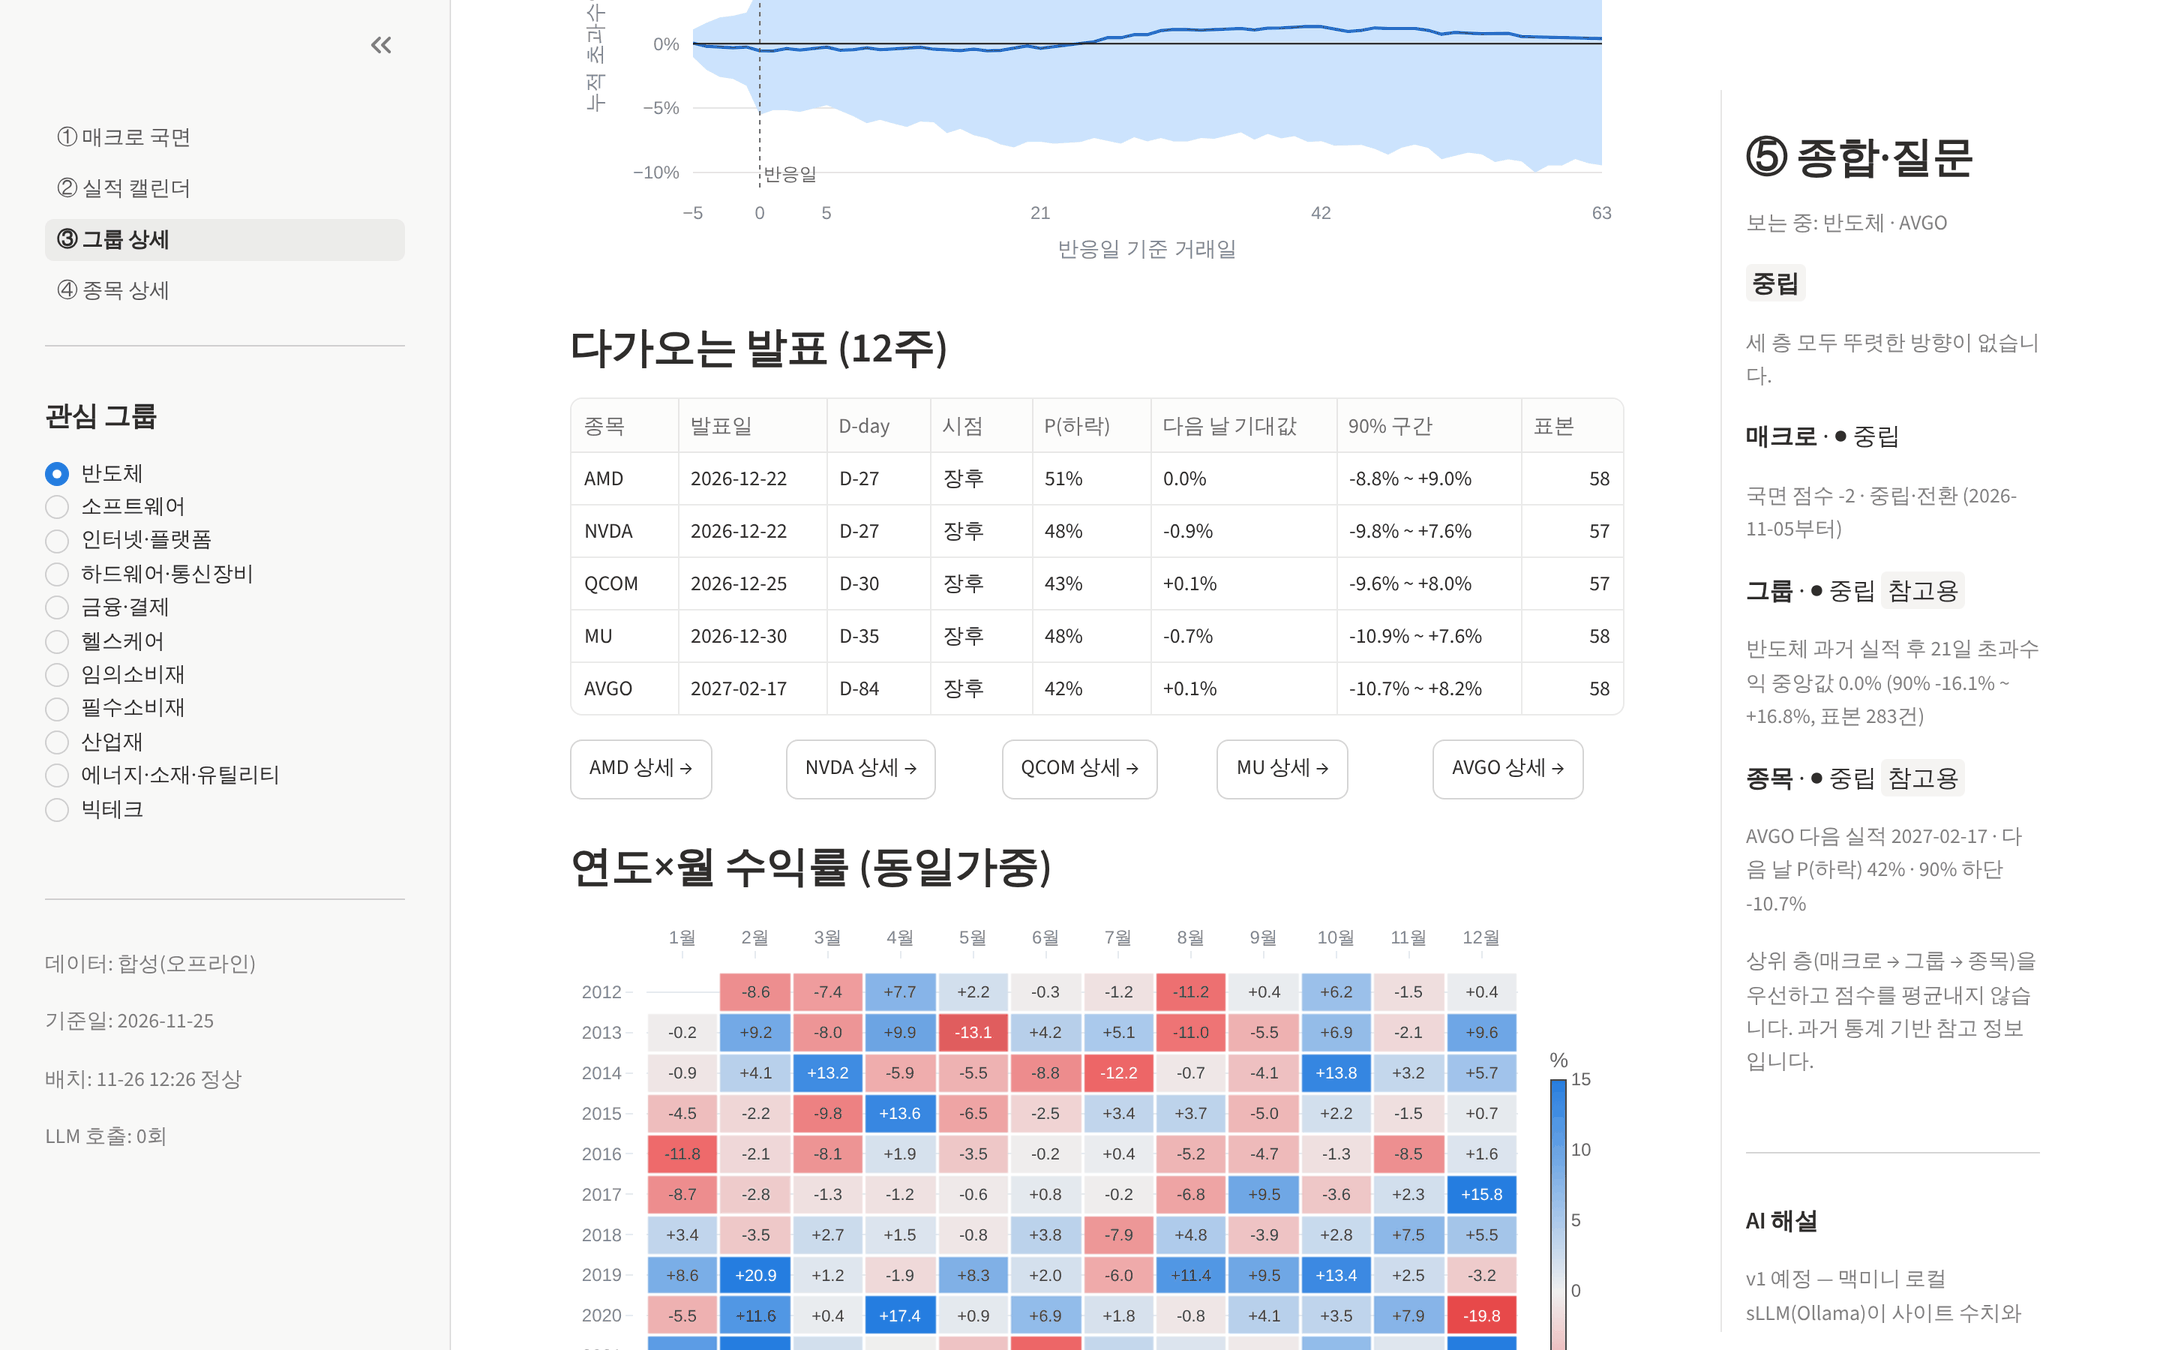 ① 매크로 국면
② 실적 캘린더
③ 그룹 상세
④ 종목 상세
관심 그룹
반도체
소프트웨어
인터넷·플랫폼
하드웨어·통신장비
금융·결제
헬스케어
임의소비재
필수소비재
산업재
에너지·소재·유틸리티
빅테크
데이터: 합성(오프라인)
기준일: 2026-11-25
배치: 11-26 12:26 정상
LLM 호출: 0회
누적 초과수
0%
−5%
−10%
반응일
−5 0 5 21 42 63
반응일 기준 거래일
다가오는 발표 (12주)
종목 발표일 D-day 시점 P(하락) 다음 날 기대값 90% 구간 표본
AMD 2026-12-22 D-27 장후 51% 0.0% -8.8% ~ +9.0% 58
NVDA 2026-12-22 D-27 장후 48% -0.9% -9.8% ~ +7.6% 57
QCOM 2026-12-25 D-30 장후 43% +0.1% -9.6% ~ +8.0% 57
MU 2026-12-30 D-35 장후 48% -0.7% -10.9% ~ +7.6% 58
AVGO 2027-02-17 D-84 장후 42% +0.1% -10.7% ~ +8.2% 58
AMD 상세 → NVDA 상세 → QCOM 상세 → MU 상세 → AVGO 상세 →
연도×월 수익률 (동일가중)
1월 2월 3월 4월 5월 6월 7월 8월 9월 10월 11월 12월
2012 -8.6 -7.4 +7.7 +2.2 -0.3 -1.2 -11.2 +0.4 +6.2 -1.5 +0.4
2013 -0.2 +9.2 -8.0 +9.9 -13.1 +4.2 +5.1 -11.0 -5.5 +6.9 -2.1 +9.6
2014 -0.9 +4.1 +13.2 -5.9 -5.5 -8.8 -12.2 -0.7 -4.1 +13.8 +3.2 +5.7
2015 -4.5 -2.2 -9.8 +13.6 -6.5 -2.5 +3.4 +3.7 -5.0 +2.2 -1.5 +0.7
2016 -11.8 -2.1 -8.1 +1.9 -3.5 -0.2 +0.4 -5.2 -4.7 -1.3 -8.5 +1.6
2017 -8.7 -2.8 -1.3 -1.2 -0.6 +0.8 -0.2 -6.8 +9.5 -3.6 +2.3 +15.8
2018 +3.4 -3.5 +2.7 +1.5 -0.8 +3.8 -7.9 +4.8 -3.9 +2.8 +7.5 +5.5
2019 +8.6 +20.9 +1.2 -1.9 +8.3 +2.0 -6.0 +11.4 +9.5 +13.4 +2.5 -3.2
2020 -5.5 +11.6 +0.4 +17.4 +0.9 +6.9 +1.8 -0.8 +4.1 +3.5 +7.9 -19.8
%
15
10
5
0
⑤ 종합·질문
보는 중: 반도체 · AVGO
중립
세 층 모두 뚜렷한 방향이 없습니
다.
매크로 · ● 중립
국면 점수 -2 · 중립·전환 (2026-
11-05부터)
그룹 · ● 중립 참고용
반도체 과거 실적 후 21일 초과수
익 중앙값 0.0% (90% -16.1% ~
+16.8%, 표본 283건)
종목 · ● 중립 참고용
AVGO 다음 실적 2027-02-17 · 다
음 날 P(하락) 42% · 90% 하단
-10.7%
상위 층(매크로 → 그룹 → 종목)을
우선하고 점수를 평균내지 않습
니다. 과거 통계 기반 참고 정보
입니다.
AI 해설
v1 예정 — 맥미니 로컬
sLLM(Ollama)이 사이트 수치와